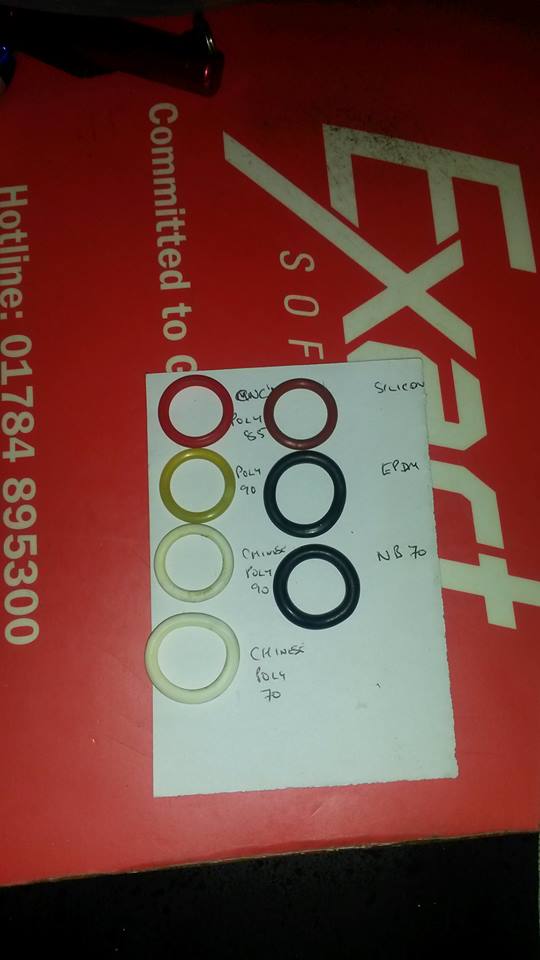 Exact
SOF
Committed to
Hotline: 01784 895300
POLY
85
POLY
90
CHINESE
POLY
90
CHINESE
POLY
70
SILICON
EPDM
NB 70